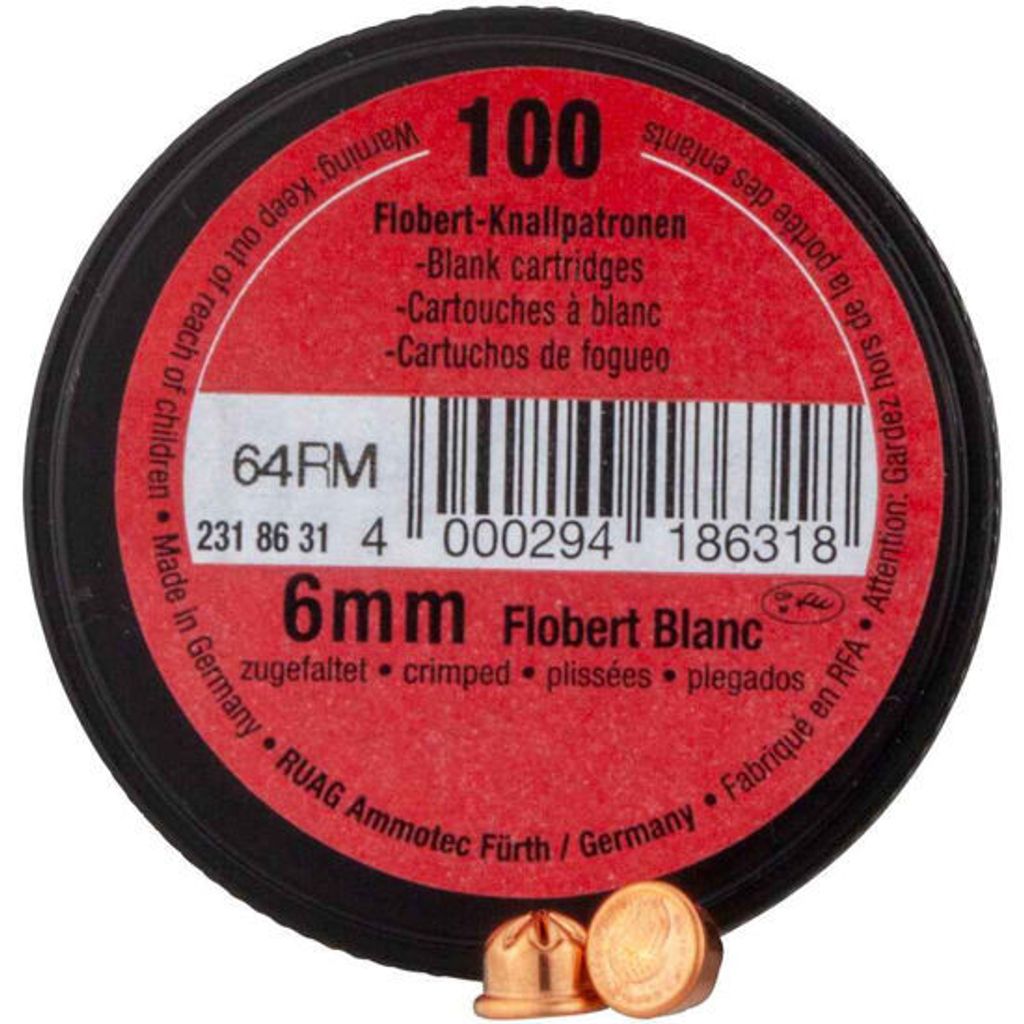 100
Flobert-Knallpatronen
-Blank cartridges
-Cartouches à blanc
-Cartuchos de fogueo
64RM
231 86 31
4 000294 186318
6mm Flobert Blanc
zugefaltet • crimped • plissées • plegados
Warning: Keep out of reach of children • Made in Germany • RUAG Ammotec Fürth / Germany • Fabriqué en RFA • Attention: Gardez hors de la portée des enfants